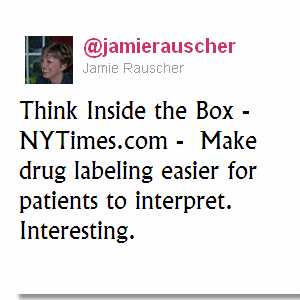 @jamierauscher
Jamie Rauscher
Think Inside the Box -
NYTimes.com - Make
drug labeling easier for
patients to interpret.
Interesting.